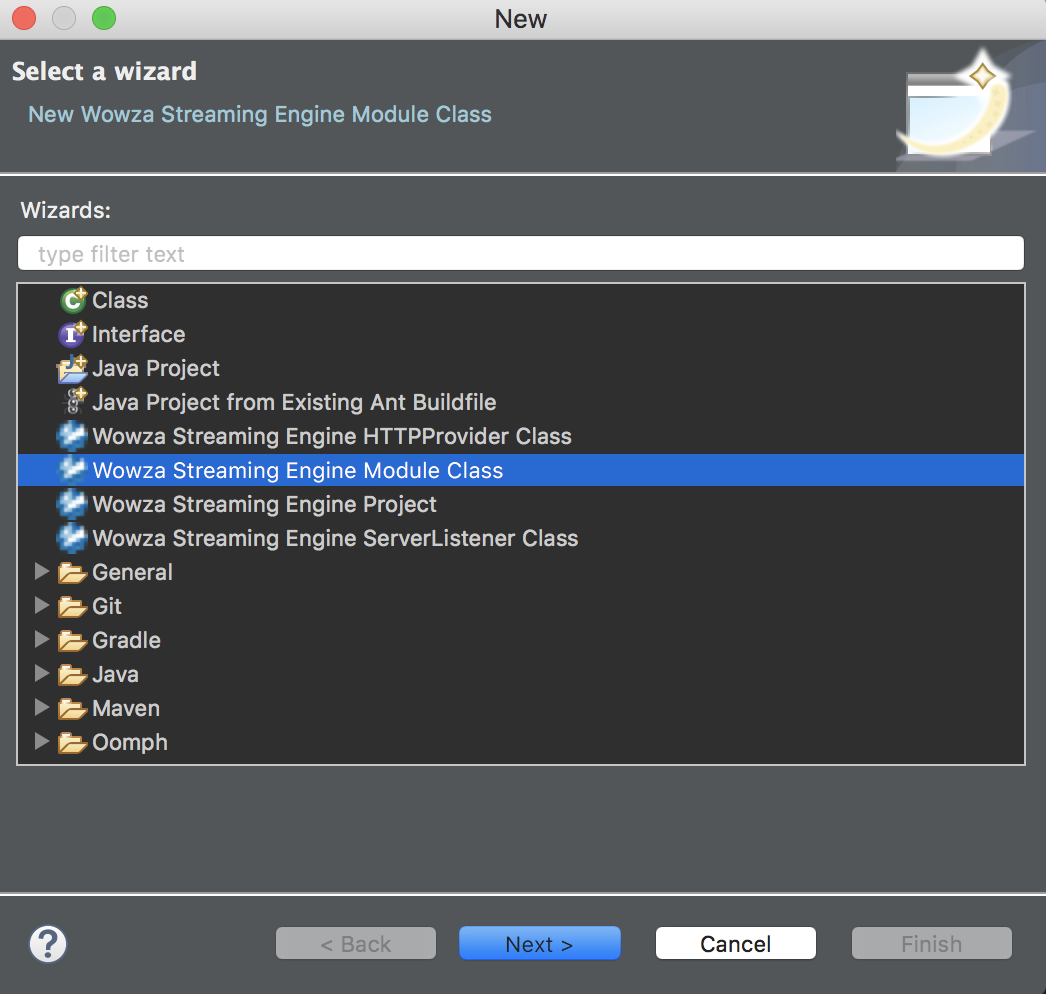 New
Select a wizard
New Wowza Streaming Engine Module Class
Wizards:
type filter text
Class
Interface
Java Project
Java Project from Existing Ant Buildfile
Wowza Streaming Engine HTTPProvider Class
Wowza Streaming Engine Module Class
Wowza Streaming Engine Project
Wowza Streaming Engine ServerListener Class
General
Git
Gradle
Java
Maven
Oomph
? < Back Next > Cancel Finish